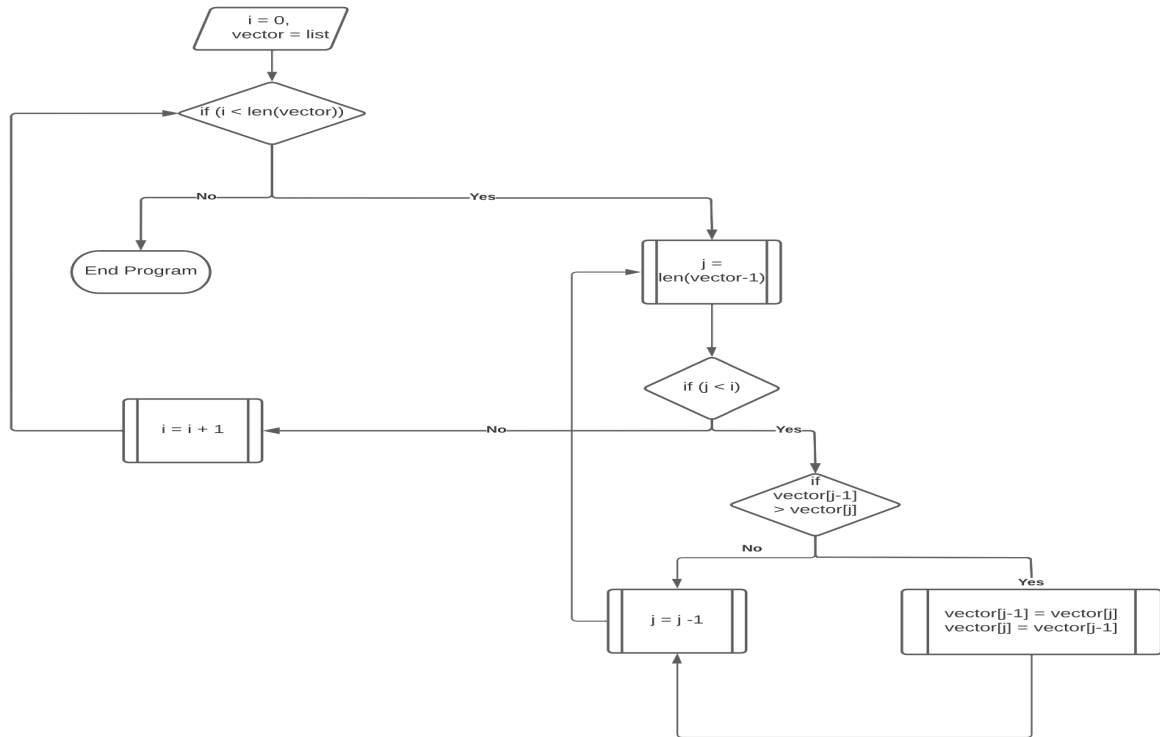 i = 0,
vector = list
if (i < len(vector))
No
Yes
End Program
j =
len(vector-1)
if (j < i)
i = i + 1
No
Yes
if
vector[j-1]
> vector[j]
No
Yes
j = j -1
vector[j-1] = vector[j]
vector[j] = vector[j-1]